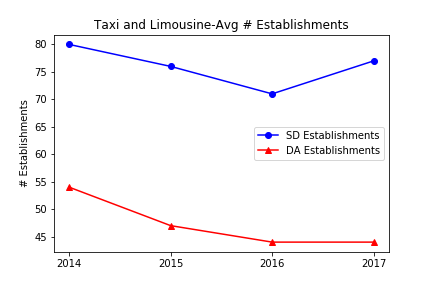 Taxi and Limousine-Avg # Establishments
# Establishments
80
75
70
65
60
55
50
45
SD Establishments
DA Establishments
2014 2015 2016 2017